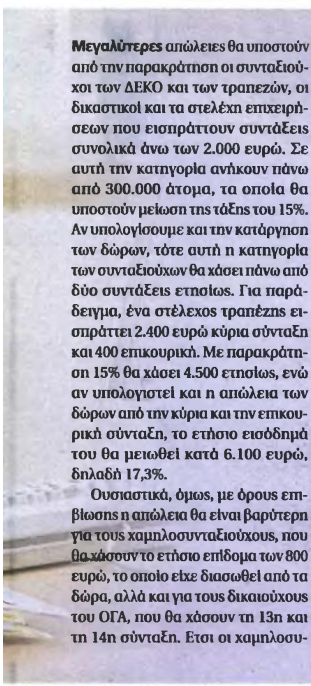 Μεγαλύτερες απώλειες θα υποστούν
από την παρακράτηση οι συνταξιού-
χοι των ΔΕΚΟ και των τραπεζών, οι
δικαστικοί και τα στελέχη επιχειρή-
σεων που εισπράττουν συντάξεις
συνολικά άνω των 2.000 ευρώ. Σε
αυτή την κατηγορία ανήκουν πάνω
από 300.000 άτομα, τα οποία θα
υποστούν μείωση της τάξης του 15%.
Αν υπολογίσουμε και την κατάργηση
των δώρων, τότε αυτή η κατηγορία
των συνταξιούχων θα χάσει πάνω από
δύο συντάξεις ετησίως. Για παρά-
δειγμα, ένα στέλεχος τραπέζης ει-
σπράττει 2.400 ευρώ κύρια σύνταξη
και 400 επικουρική. Με παρακράτη-
ση 15% θα χάσει 4.500 ετησίως, ενώ
αν υπολογιστεί και η απώλεια των
δώρων από την κύρια και την επικου-
ρική σύνταξη, το ετήσιο εισόδημά
του θα μειωθεί κατά 6.100 ευρώ,
δηλαδή 17,3%.
Ουσιαστικά, όμως, με όρους επι-
βίωσης η απώλεια θα είναι βαρύτερη
για τους χαμηλοσυνταξιούχους, που
θα χάσουν το ετήσιο επίδομα των 800
ευρώ, το οποίο είχε διασωθεί από τα
δώρα, αλλά και για τους δικαιούχους
του ΟΓΑ, που θα χάσουν τη 13η και
τη 14η σύνταξη. Ετσι οι χαμηλοσυ-